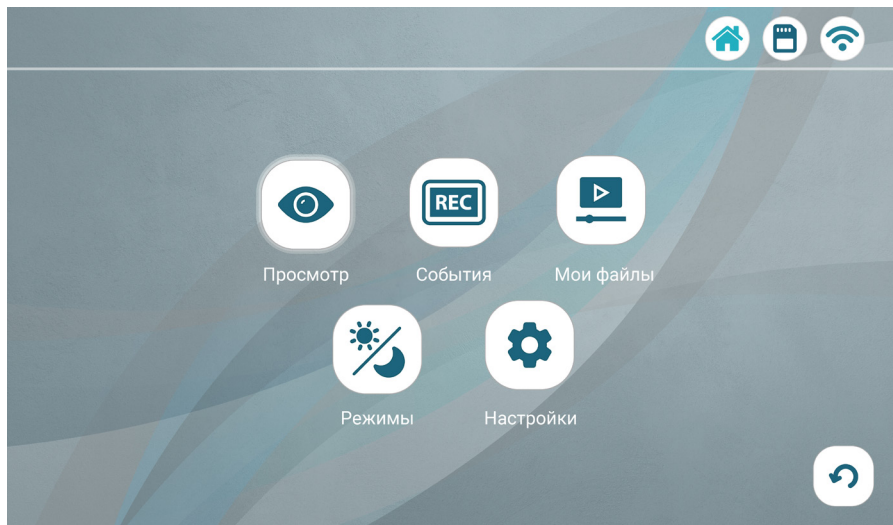 REC
Просмотр
События
Мои файлы
Режимы
Настройки